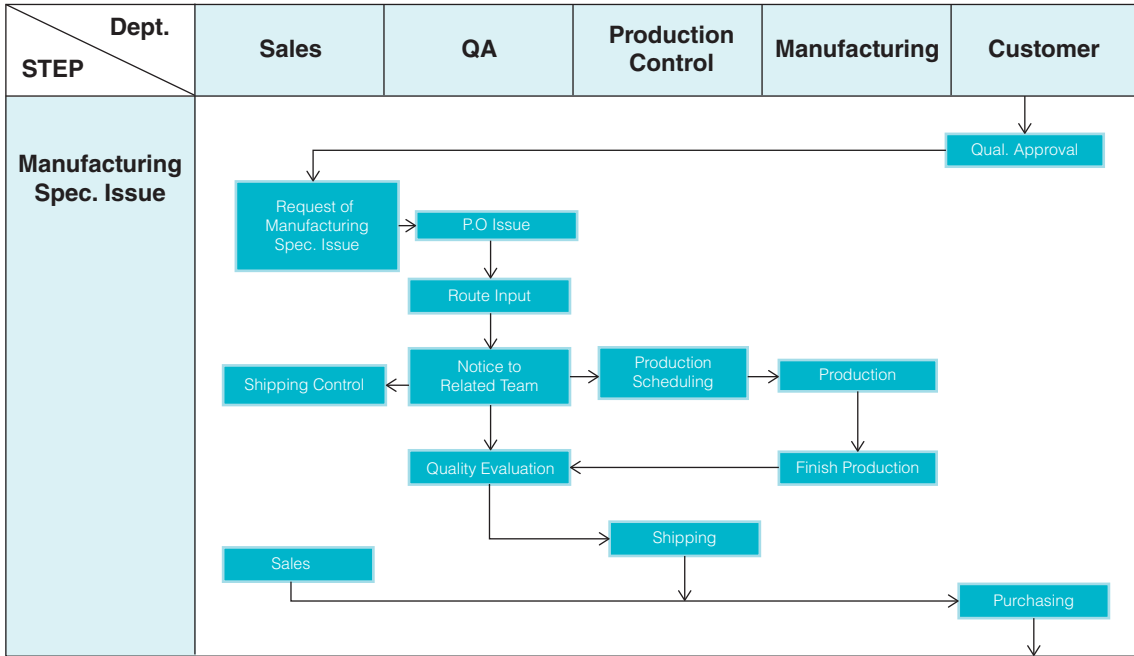 Dept.
STEP
Sales
QA
Production
Control
Manufacturing
Customer
Manufacturing
Spec. Issue
Qual. Approval
Request of
Manufacturing
Spec. Issue
P.O Issue
Route Input
Shipping Control
Notice to
Related Team
Production
Scheduling
Production
Quality Evaluation
Finish Production
Shipping
Sales
Purchasing